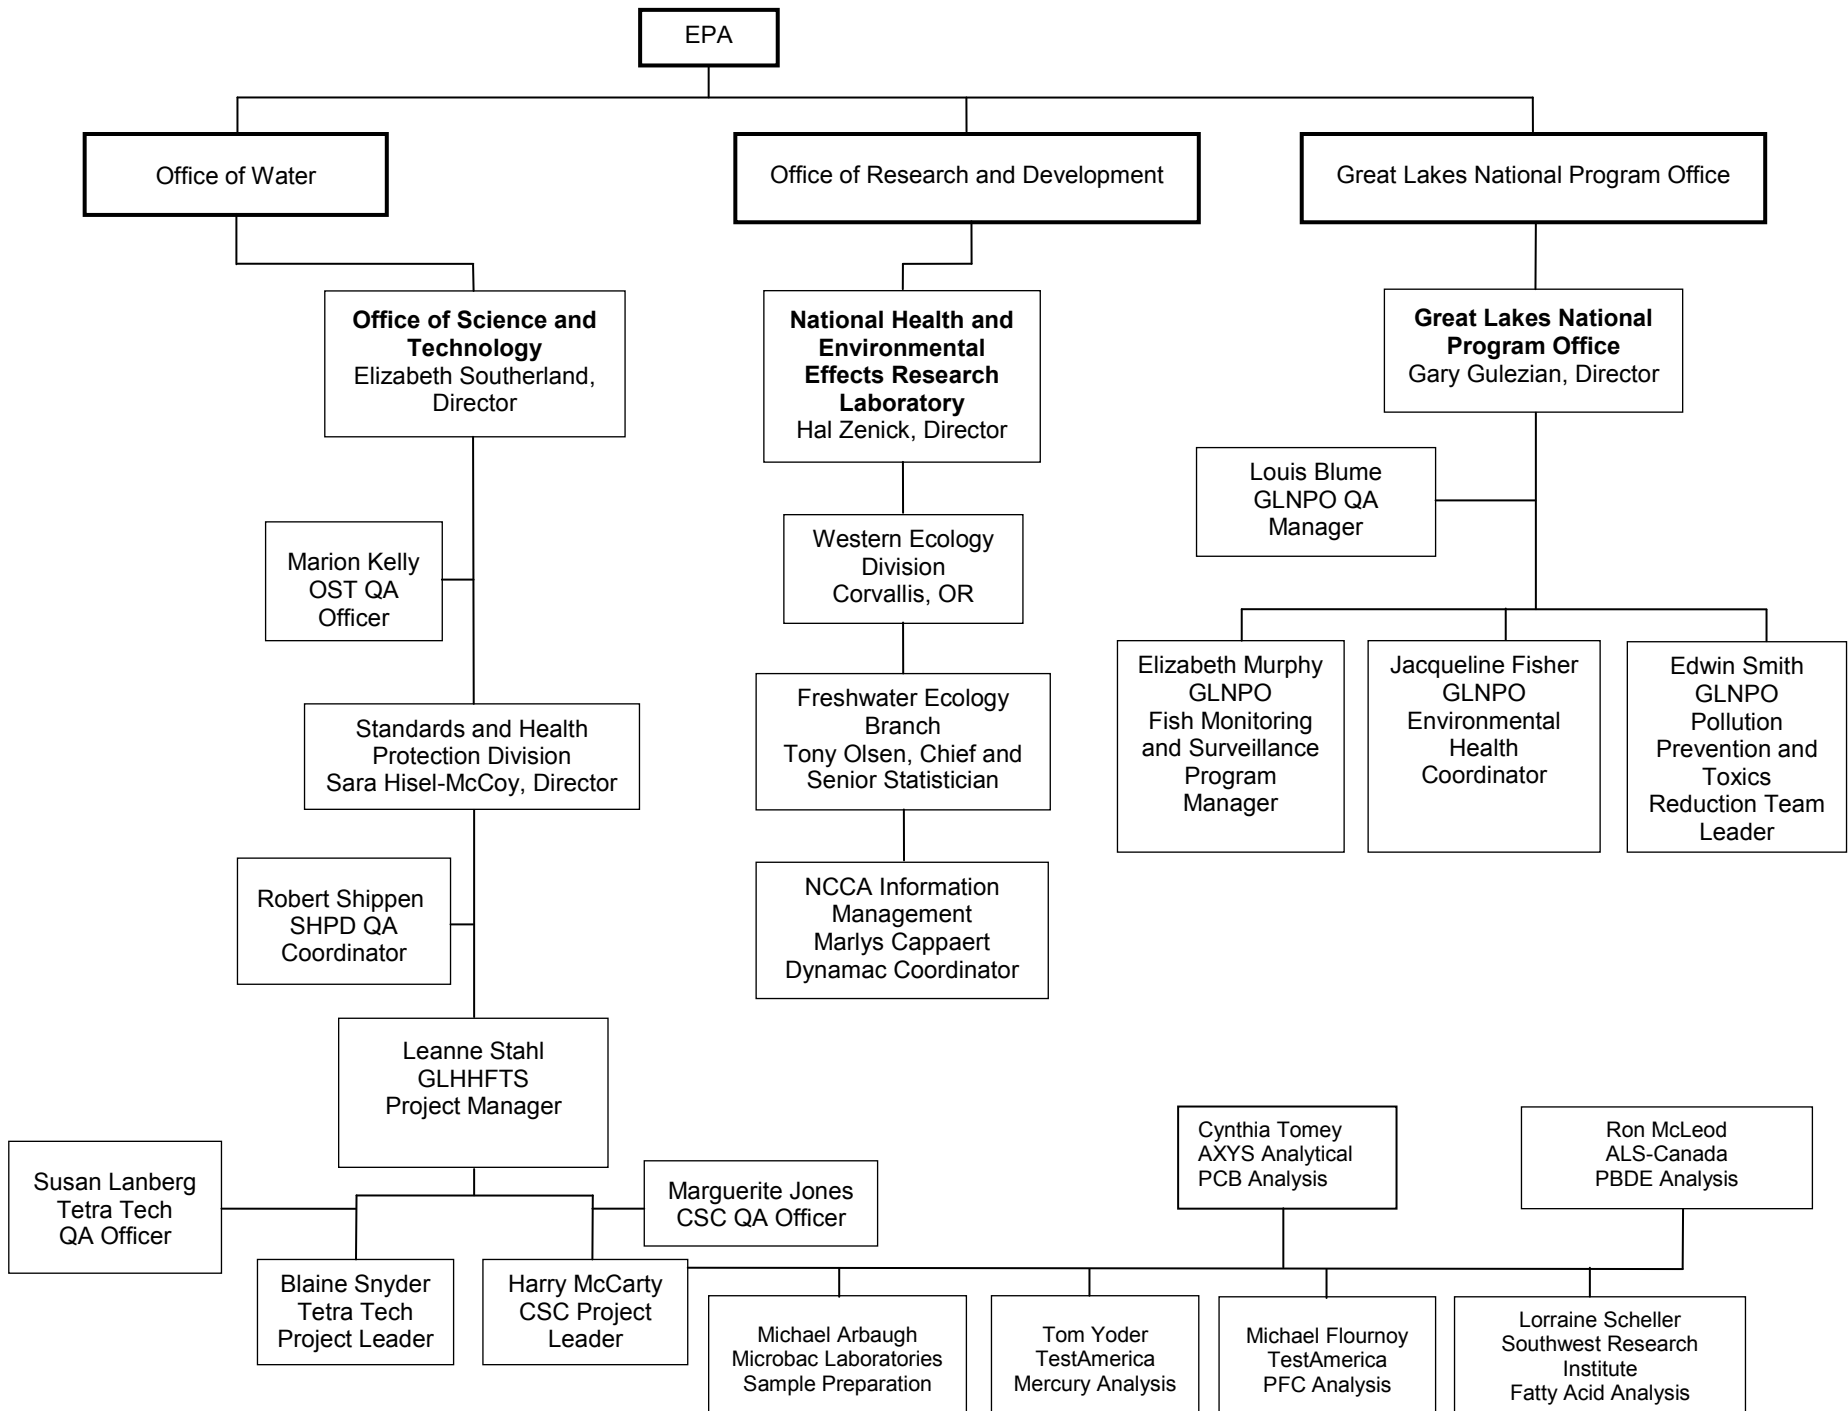 EPA
Office of Water
Office of Research and Development
Great Lakes National Program Office
Office of Science and
Technology
Elizabeth Southerland,
Director
National Health and
Environmental
Effects Research
Laboratory
Hal Zenick, Director
Great Lakes National
Program Office
Gary Gulezian, Director
Louis Blume
GLNPO QA
Manager
Marion Kelly
OST QA
Officer
Western Ecology
Division
Corvallis, OR
Elizabeth Murphy
GLNPO
Fish Monitoring
and Surveillance
Program
Manager
Jacqueline Fisher
GLNPO
Environmental
Health
Coordinator
Edwin Smith
GLNPO
Pollution
Prevention and
Toxics
Reduction Team
Leader
Standards and Health
Protection Division
Sara Hisel-McCoy, Director
Freshwater Ecology
Branch
Tony Olsen, Chief and
Senior Statistician
Robert Shippen
SHPD QA
Coordinator
NCCA Information
Management
Marlys Cappaert
Dynamac Coordinator
Leanne Stahl
GLHHFTS
Project Manager
Susan Lanberg
Tetra Tech
QA Officer
Marguerite Jones
CSC QA Officer
Cynthia Tomey
AXYS Analytical
PCB Analysis
Ron McLeod
ALS-Canada
PBDE Analysis
Blaine Snyder
Tetra Tech
Project Leader
Harry McCarty
CSC Project
Leader
Michael Arbaugh
Microbac Laboratories
Sample Preparation
Tom Yoder
TestAmerica
Mercury Analysis
Michael Flournoy
TestAmerica
PFC Analysis
Lorraine Scheller
Southwest Research
Institute
Fatty Acid Analysis